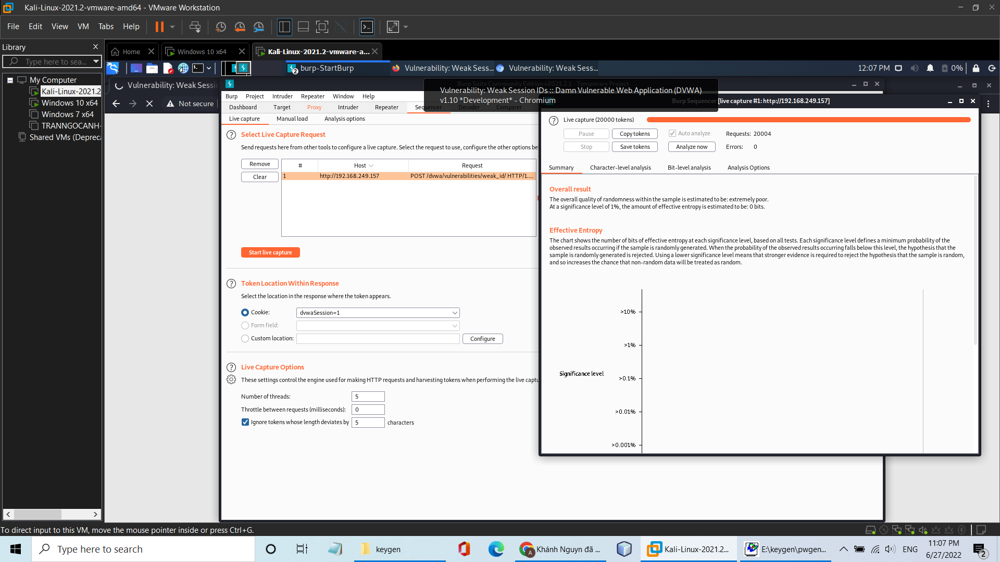 Kali-Linux-2021.2-vmware-amd64 - VMware Workstation
File Edit View VM Tabs Help
Library
Type here to sea...
Home
Windows 10 x64
Kali-Linux-2021.2-vmware-a...
My Computer
Kali-Linux-2021.2
Windows 10 x64
Windows 7 x64
TRANNGOCANH-
Shared VMs (Depreca
burp-StartBurp
Vulnerability: Weak Sess...
Vulnerability: Weak Sess...
12:07 PM
0%
Vulnerability: Weak Sessi
Not secure
Burp Suite Community Edition v2021.2.1 - Temporary Project
Vulnerability: Weak Session IDs :: Damn Vulnerable Web Application (DVWA)
v1.10 *Development* - Chromium
Burp Project Intruder Repeater Window Help
Dashboard Target Proxy Intruder Repeater Sequencer Decoder Comparer
Live capture Manual load Analysis options
Select Live Capture Request
Send requests here from other tools to configure a live capture. Select the request to use, configure the other options be
Remove
Clear
# Host Request
1 http://192.168.249.157 POST /dvwa/vulnerabilities/weak_id/ HTTP/1....
Start live capture
Token Location Within Response
Select the location in the response where the token appears.
Cookie: dvwaSession=1
Form field:
Custom location: Configure
Live Capture Options
These settings control the engine used for making HTTP requests and harvesting tokens when performing the live captu
Number of threads: 5
Throttle between requests (milliseconds): 0
Ignore tokens whose length deviates by 5 characters
Burp Sequencer [live capture #1: http://192.168.249.157]
Live capture (20000 tokens)
Pause Copy tokens Auto analyze Requests: 20004
Stop Save tokens Analyze now Errors: 0
Summary Character-level analysis Bit-level analysis Analysis Options
Overall result
The overall quality of randomness within the sample is estimated to be: extremely poor.
At a significance level of 1%, the amount of effective entropy is estimated to be: 0 bits.
Effective Entropy
The chart shows the number of bits of effective entropy at each significance level, based on all tests. Each significance level defines a minimum probability of the
observed results occurring if the sample is randomly generated. When the probability of the observed results occurring falls below this level, the hypothesis that the
sample is randomly generated is rejected. Using a lower significance level means that stronger evidence is required to reject the hypothesis that the sample is random,
and so increases the chance that non-random data will be treated as random.
>10%
>1%
Significance level
>0.1%
>0.01%
>0.001%
To direct input to this VM, move the mouse pointer inside or press Ctrl+G.
Type here to search
keygen
Khánh Nguyn đã ...
Kali-Linux-2021.2...
E:\keygen\pwgen...
ENG
11:07 PM
6/27/2022
2